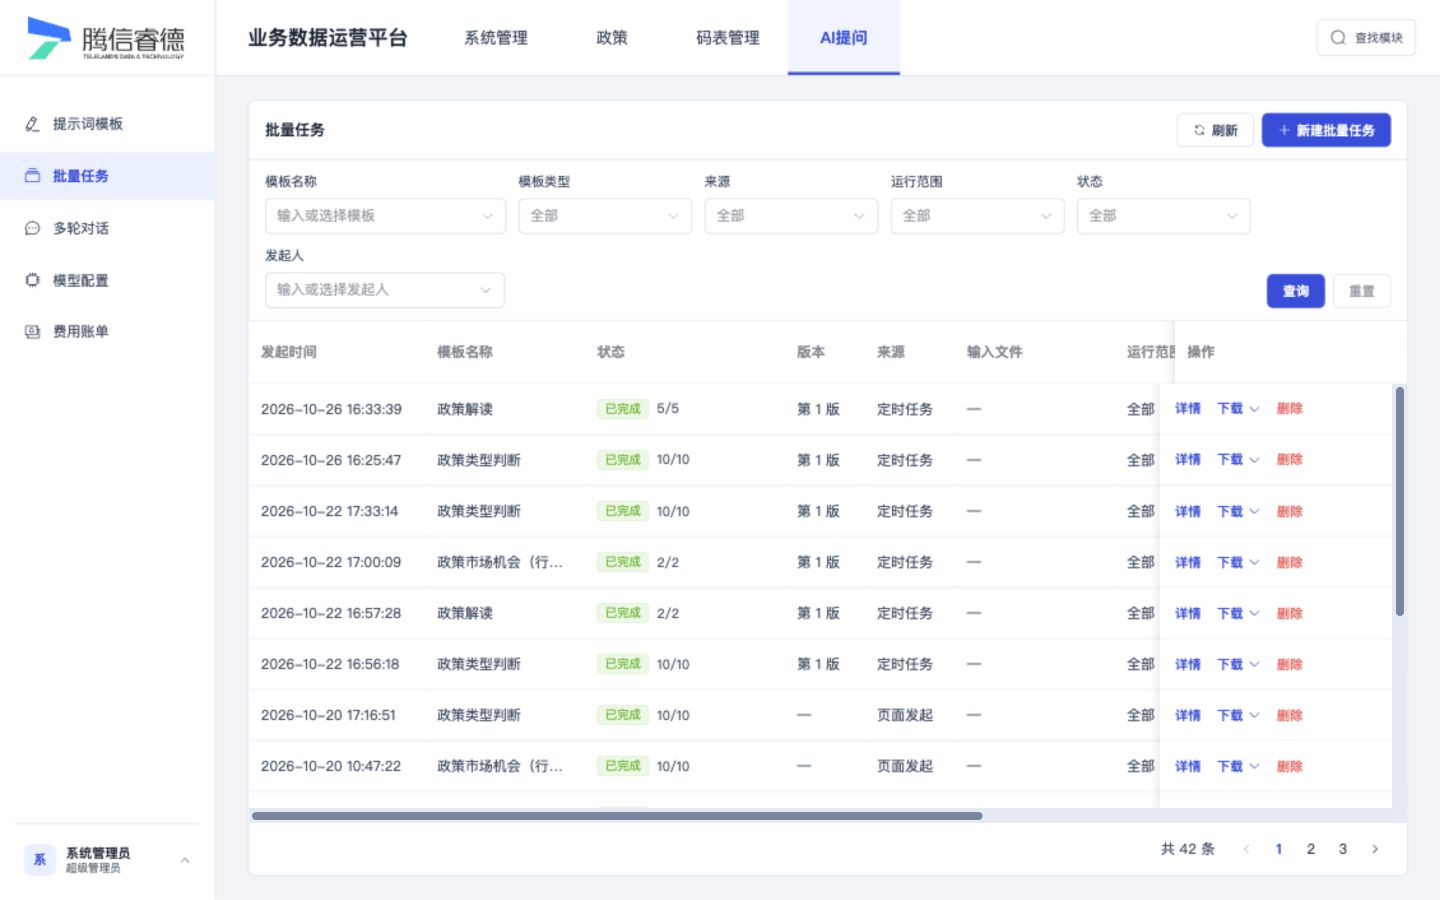 腾信睿德
TELELANDS DATA & TECHNOLOGY
业务数据运营平台 系统管理 政策 码表管理 AI提问 查找模块
提示词模板
批量任务
多轮对话
模型配置
费用账单
系 系统管理员
超级管理员
批量任务 刷新 + 新建批量任务
模板名称 模板类型 来源 运行范围 状态
输入或选择模板 全部 全部 全部 全部
发起人
输入或选择发起人 查询 重置
发起时间 模板名称 状态 版本 来源 输入文件 运行范围 操作
2026-10-26 16:33:39 政策解读 已完成 5/5 第 1 版 定时任务 — 全部 详情 下载 删除
2026-10-26 16:25:47 政策类型判断 已完成 10/10 第 1 版 定时任务 — 全部 详情 下载 删除
2026-10-22 17:33:14 政策类型判断 已完成 10/10 第 1 版 定时任务 — 全部 详情 下载 删除
2026-10-22 17:00:09 政策市场机会（行... 已完成 2/2 第 1 版 定时任务 — 全部 详情 下载 删除
2026-10-22 16:57:28 政策解读 已完成 2/2 第 1 版 定时任务 — 全部 详情 下载 删除
2026-10-22 16:56:18 政策类型判断 已完成 10/10 第 1 版 定时任务 — 全部 详情 下载 删除
2026-10-20 17:16:51 政策类型判断 已完成 10/10 — 页面发起 — 全部 详情 下载 删除
2026-10-20 10:47:22 政策市场机会（行... 已完成 10/10 — 页面发起 — 全部 详情 下载 删除
共 42 条 < 1 2 3 >